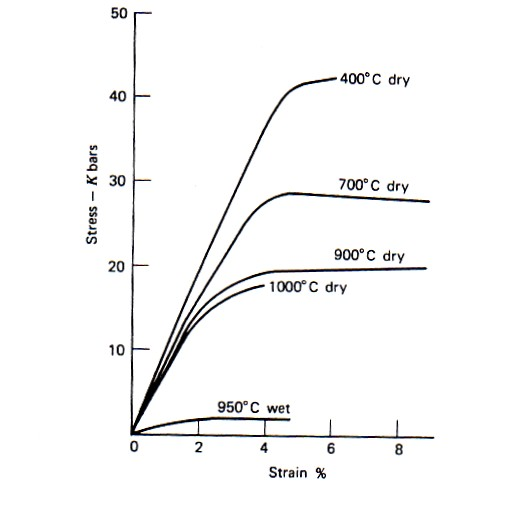 50
40
30
20
10
Stress – K bars
400°C dry
700°C dry
900°C dry
1000°C dry
950°C wet
0 2 4 6 8
Strain %